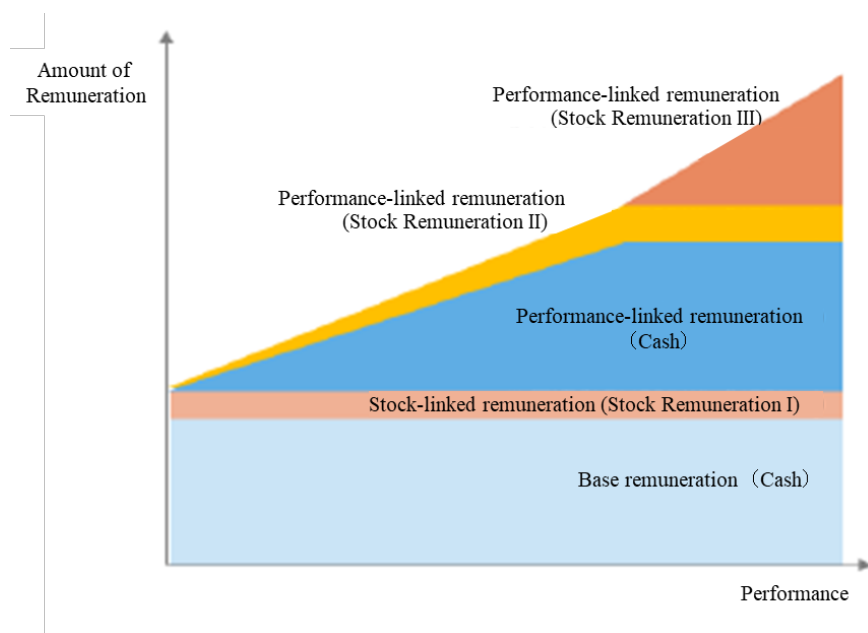 Amount of
Remuneration
Performance-linked remuneration
(Stock Remuneration III)
Performance-linked remuneration
(Stock Remuneration II)
Performance-linked remuneration
（Cash）
Stock-linked remuneration (Stock Remuneration I)
Base remuneration（Cash）
Performance